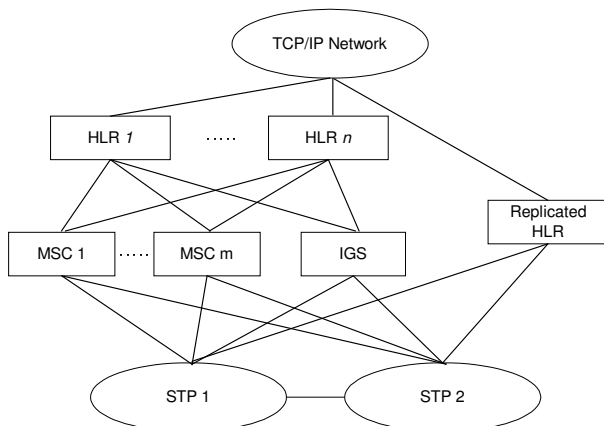 TCP/IP Network
HLR 1
.....
HLR n
Replicated
HLR
MSC 1
.....
MSC m
IGS
STP 1
STP 2